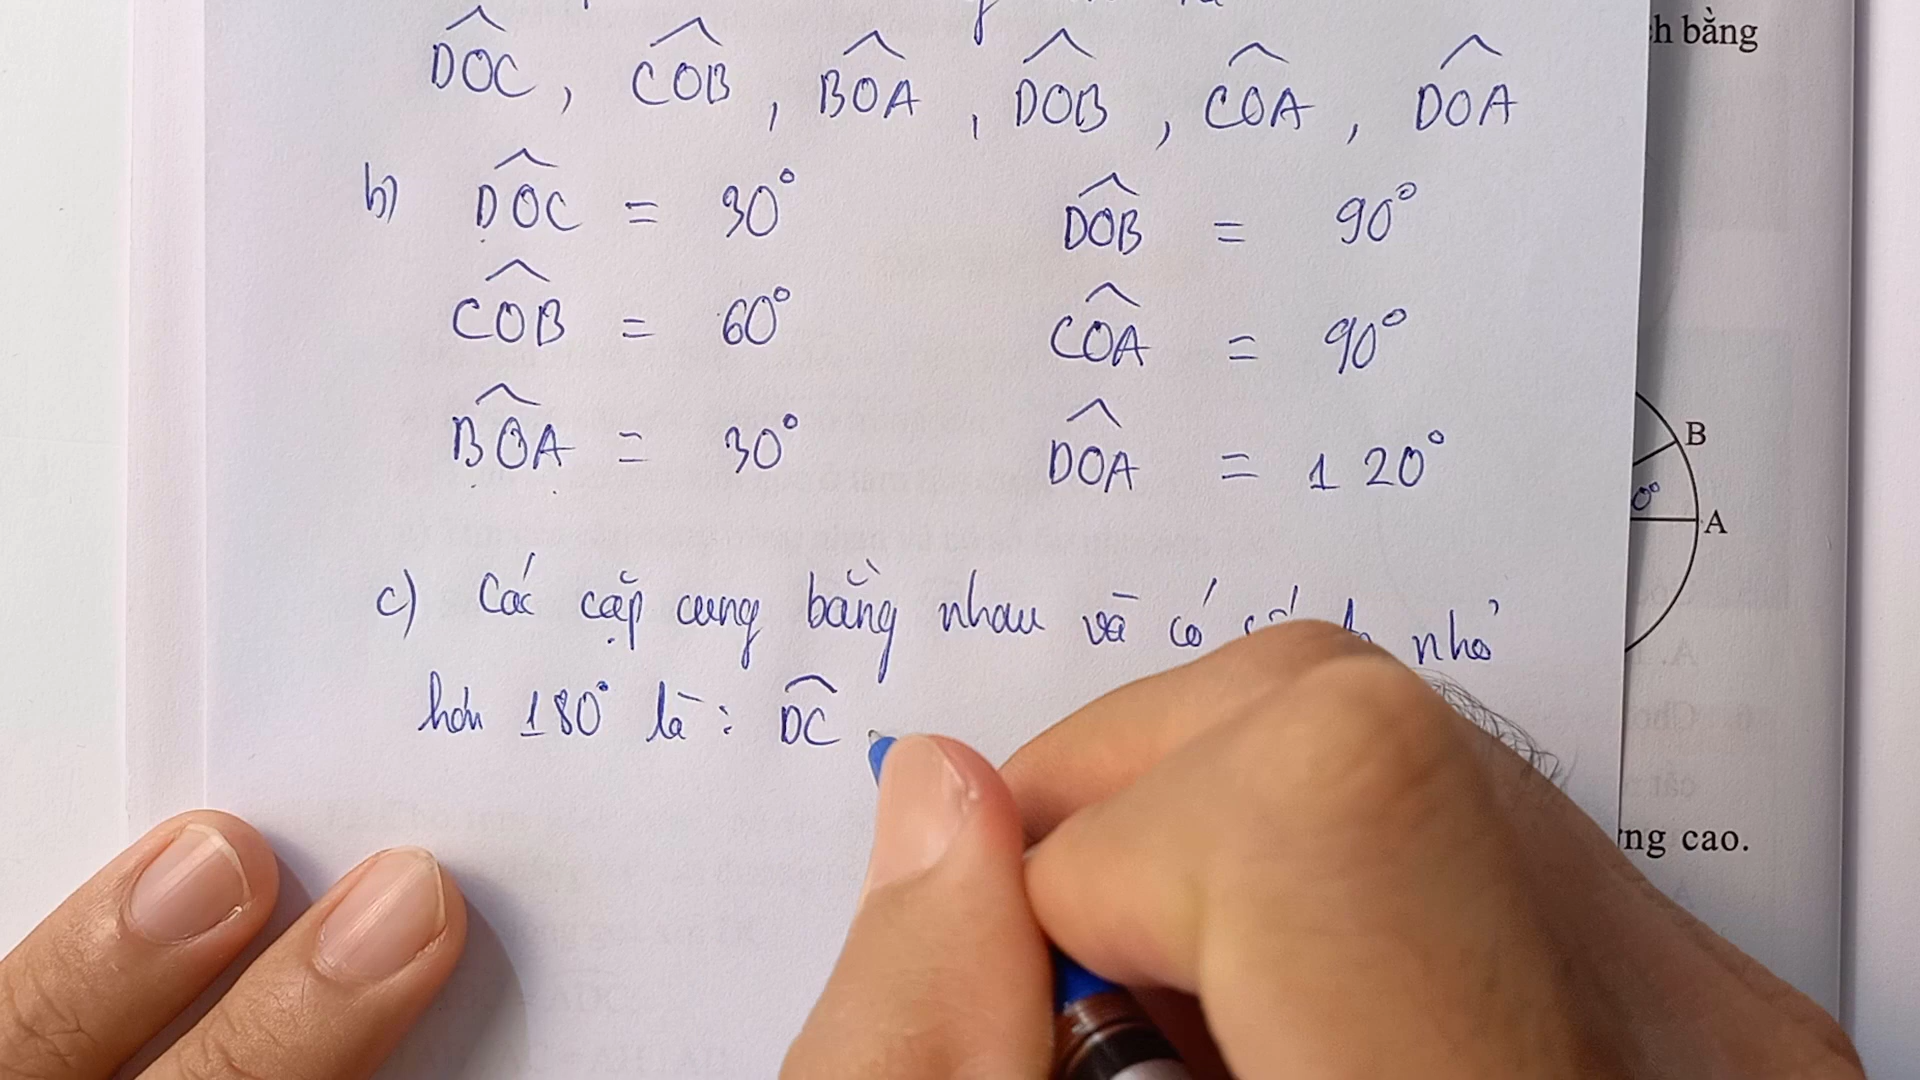 DOC, COB, BOA, DOB, COA, DOA
b) DOC = 30° DOB = 90°
COB = 60° COA = 90°
BOA = 30° DOA = 120°
c) Các cặp cung bằng nhau và có nhỏ
hơn 180° là: DC
h bằng
B
0°
A
ng cao.